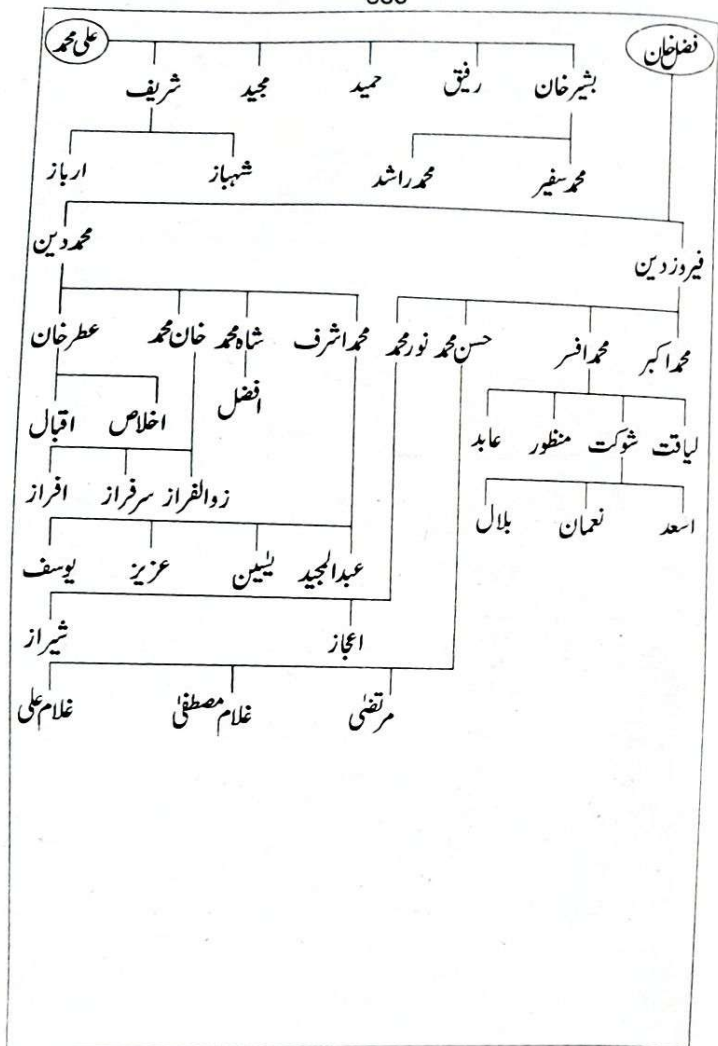 فضل خان علی محمد
بشیر خان رفیق حمید مجید شریف
محمد سفیر محمد راشد شہباز ارباز
فیروز دین محمد دین
محمد اکبر محمد افسر حسن محمد نور محمد محمد اشرف شاہ محمد خان محمد عطر خان
لیاقت شوکت منظور عابد افضل اخلاص اقبال
اسعد نعمان بلال زوالفراز سرفراز افراز
عبدالمجید یٰسین عزیز یوسف
اعجاز شیراز
مرتضیٰ غلام مصطفیٰ غلام علی